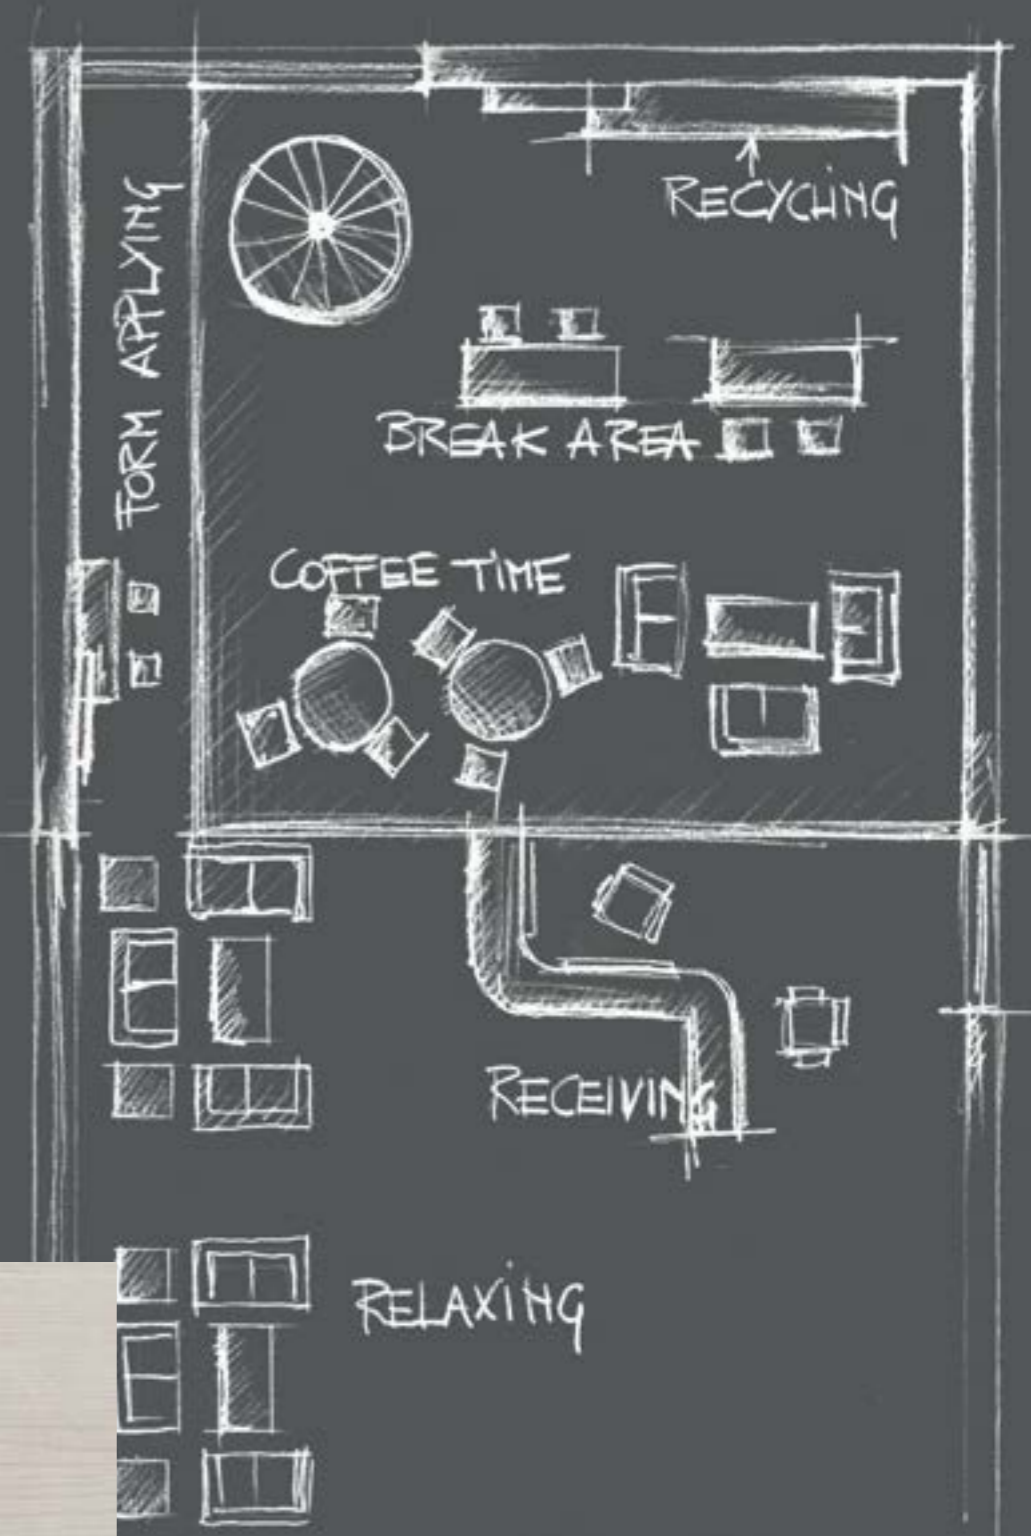 RECYCLING
FORM APPLYING
BREAK AREA
COFFEE TIME
RECEIVING
RELAXING